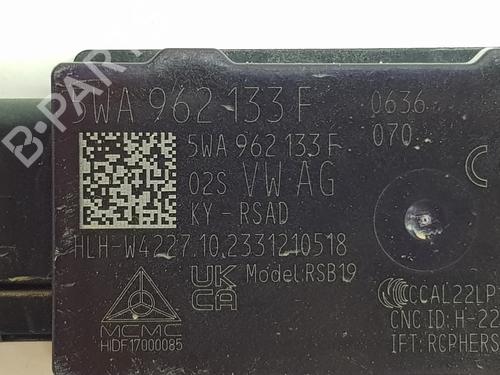 5WA 962 133 F
0636
070
5WA 962 133 F
02S VW AG
KY-RSAD
HLH-W4227.10.2331210518
UK
CA
Model:RSB19
MCMC
HIDF17000085
CCAL22LP
CNC ID: H-22
IFT: RCPHERS
B-PARTS